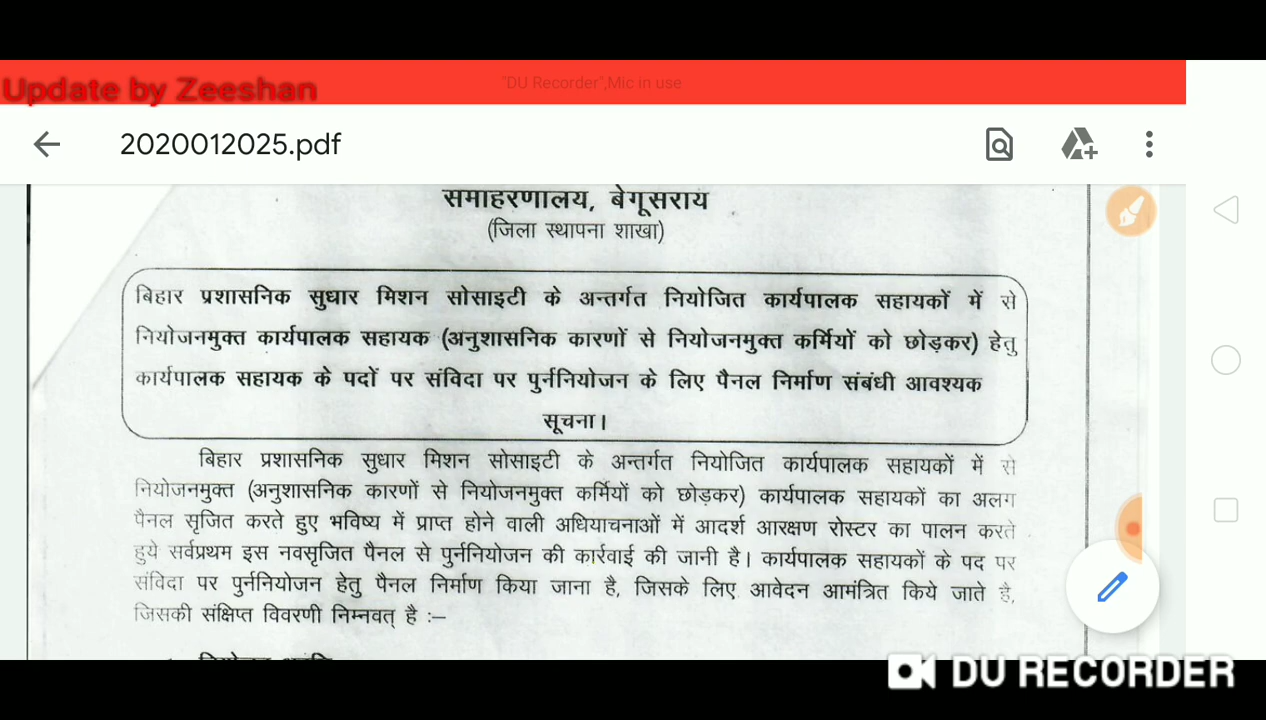 "DU Recorder",Mic in use
Update by Zeeshan
2020012025.pdf
समाहरणालय, बेगूसराय
(जिला स्थापना शाखा)
बिहार प्रशासनिक सुधार मिशन सोसाइटी के अन्तर्गत नियोजित कार्यपालक सहायकों में से
नियोजनमुक्त कार्यपालक सहायक (अनुशासनिक कारणों से नियोजनमुक्त कर्मियों को छोड़कर) हेतु
कार्यपालक सहायक के पदों पर संविदा पर पुर्ननियोजन के लिए पैनल निर्माण संबंधी आवश्यक
सूचना।
बिहार प्रशासनिक सुधार मिशन सोसाइटी के अन्तर्गत नियोजित कार्यपालक सहायकों में से
नियोजनमुक्त (अनुशासनिक कारणों से नियोजनमुक्त कर्मियों को छोड़कर) कार्यपालक सहायकों का अलग
पैनल सृजित करते हुए भविष्य में प्राप्त होने वाली अधियाचनाओं में आदर्श आरक्षण रोस्टर का पालन करते
हुये सर्वप्रथम इस नवसृजित पैनल से पुर्ननियोजन की कार्रवाई की जानी है। कार्यपालक सहायकों के पद पर
संविदा पर पुर्ननियोजन हेतु पैनल निर्माण किया जाना है, जिसके लिए आवेदन आमंत्रित किये जाते है,
जिसकी संक्षिप्त विवरणी निम्नवत् है :–
DU RECORDER